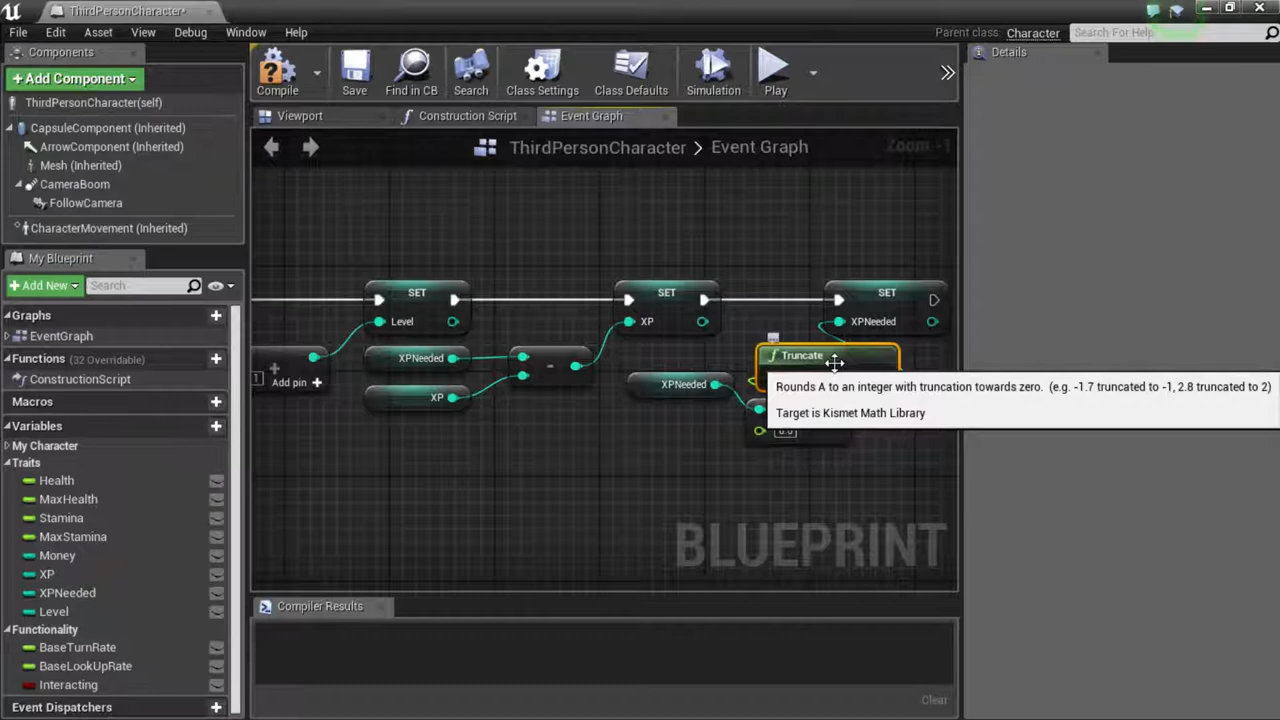 ThirdPersonCharacter*
File Edit Asset View Debug Window Help
Parent class: Character
Search For Help
Components
Details
+Add Component
Compile
Save
Find in CB
Search
Class Settings
Class Defaults
Simulation
Play
ThirdPersonCharacter(self)
Viewport
Construction Script
Event Graph
CapsuleComponent (Inherited)
ArrowComponent (Inherited)
Mesh (Inherited)
CameraBoom
FollowCamera
CharacterMovement (Inherited)
ThirdPersonCharacter > Event Graph
Zoom -1
My Blueprint
+Add New
Search
Graphs
EventGraph
Functions (32 Overridable)
ConstructionScript
Macros
Variables
My Character
Traits
Health
MaxHealth
Stamina
MaxStamina
Money
XP
XPNeeded
Level
Functionality
BaseTurnRate
BaseLookUpRate
Interacting
Event Dispatchers
SET
Level
SET
XP
SET
XPNeeded
1
Add pin +
XPNeeded
XP
-
XPNeeded
f Truncate
Rounds A to an integer with truncation towards zero. (e.g. -1.7 truncated to -1, 2.8 truncated to 2)
Target is Kismet Math Library
0.0
BLUEPRINT
Compiler Results
Clear